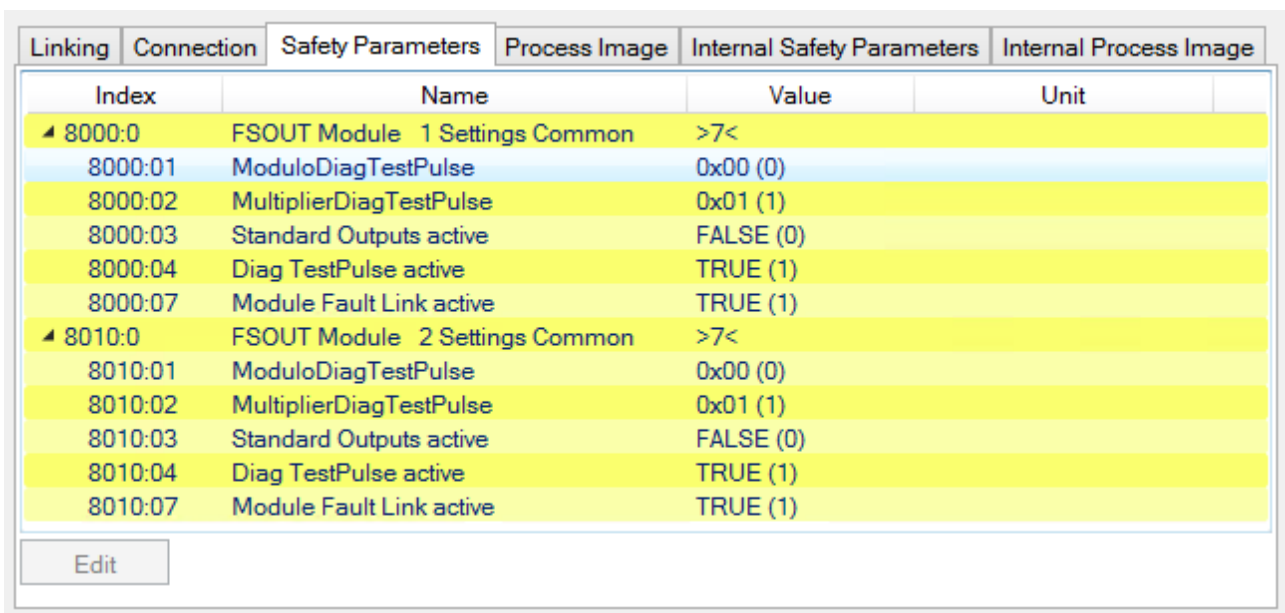 Linking Connection Safety Parameters Process Image Internal Safety Parameters Internal Process Image
Index Name Value Unit
8000:0 FSOUT Module 1 Settings Common >7<
8000:01 ModuloDiagTestPulse 0x00 (0)
8000:02 MultiplierDiagTestPulse 0x01 (1)
8000:03 Standard Outputs active FALSE (0)
8000:04 Diag TestPulse active TRUE (1)
8000:07 Module Fault Link active TRUE (1)
8010:0 FSOUT Module 2 Settings Common >7<
8010:01 ModuloDiagTestPulse 0x00 (0)
8010:02 MultiplierDiagTestPulse 0x01 (1)
8010:03 Standard Outputs active FALSE (0)
8010:04 Diag TestPulse active TRUE (1)
8010:07 Module Fault Link active TRUE (1)
Edit